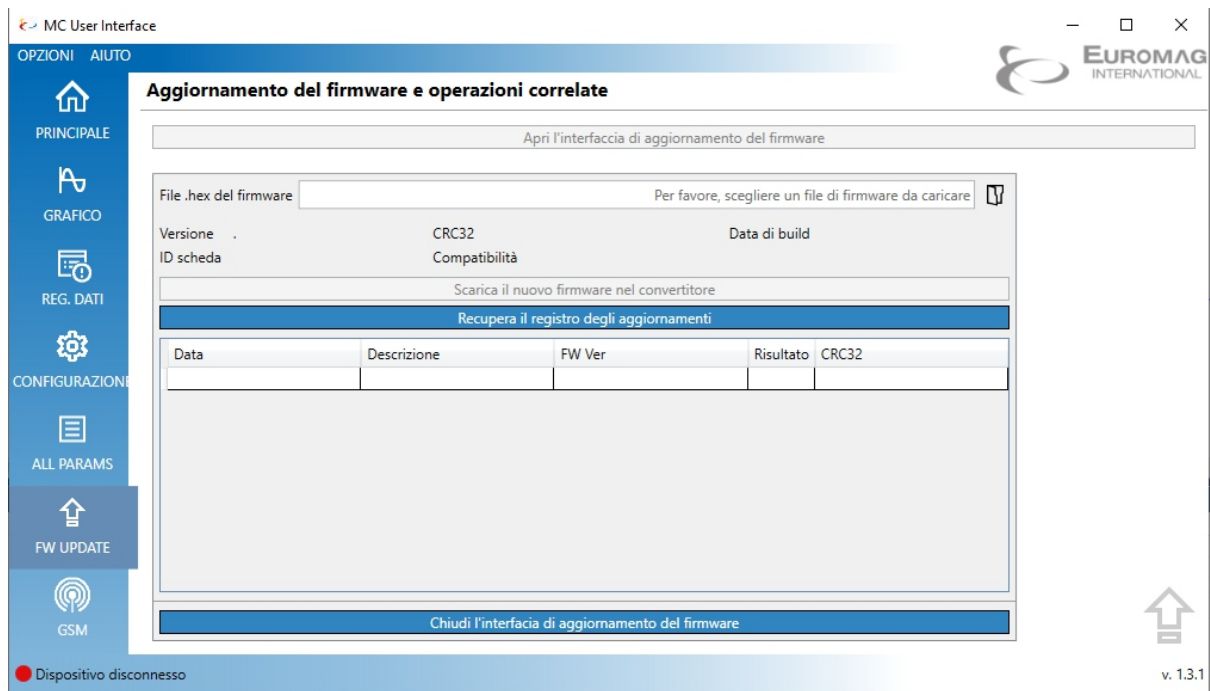 MC User Interface
OPZIONI AIUTO
EUROMAG
INTERNATIONAL
Aggiornamento del firmware e operazioni correlate
PRINCIPALE
Apri l'interfaccia di aggiornamento del firmware
GRAFICO
File .hex del firmware Per favore, scegliere un file di firmware da caricare
Versione . CRC32 Data di build
ID scheda Compatibilità
REG. DATI
Scarica il nuovo firmware nel convertitore
Recupera il registro degli aggiornamenti
Data Descrizione FW Ver Risultato CRC32
CONFIGURAZIONE
ALL PARAMS
FW UPDATE
GSM
Chiudi l'interfacia di aggiornamento del firmware
Dispositivo disconnesso v. 1.3.1